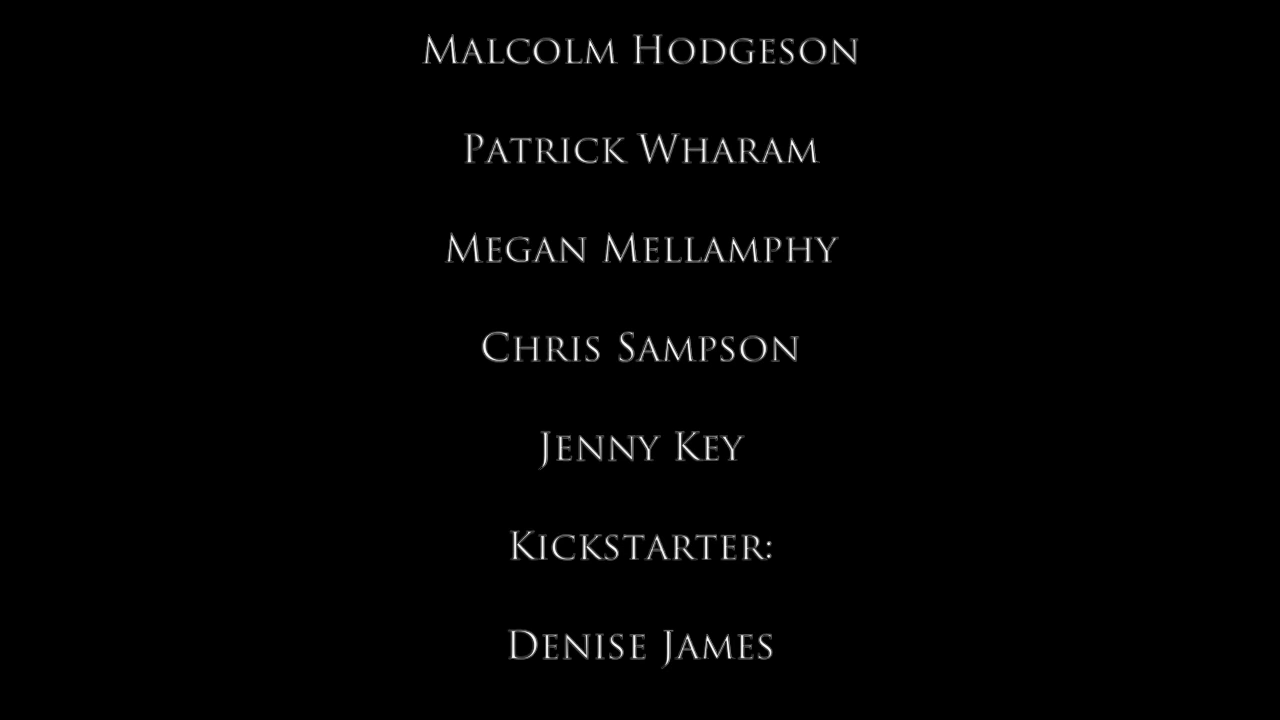 Malcolm Hodgeson
Patrick Wharam
Megan Mellamphy
Chris Sampson
Jenny Key
Kickstarter:
Denise James